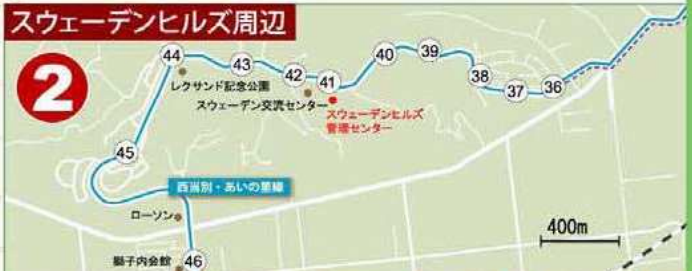 スウェーデンヒルズ周辺
2
44
43
42
41
40
39
38
37
36
レクサンド記念公園
スウェーデン交流センター
スウェーデンヒルズ
管理センター
45
西当別・あいの里線
ローソン
400m
獅子内会館
46